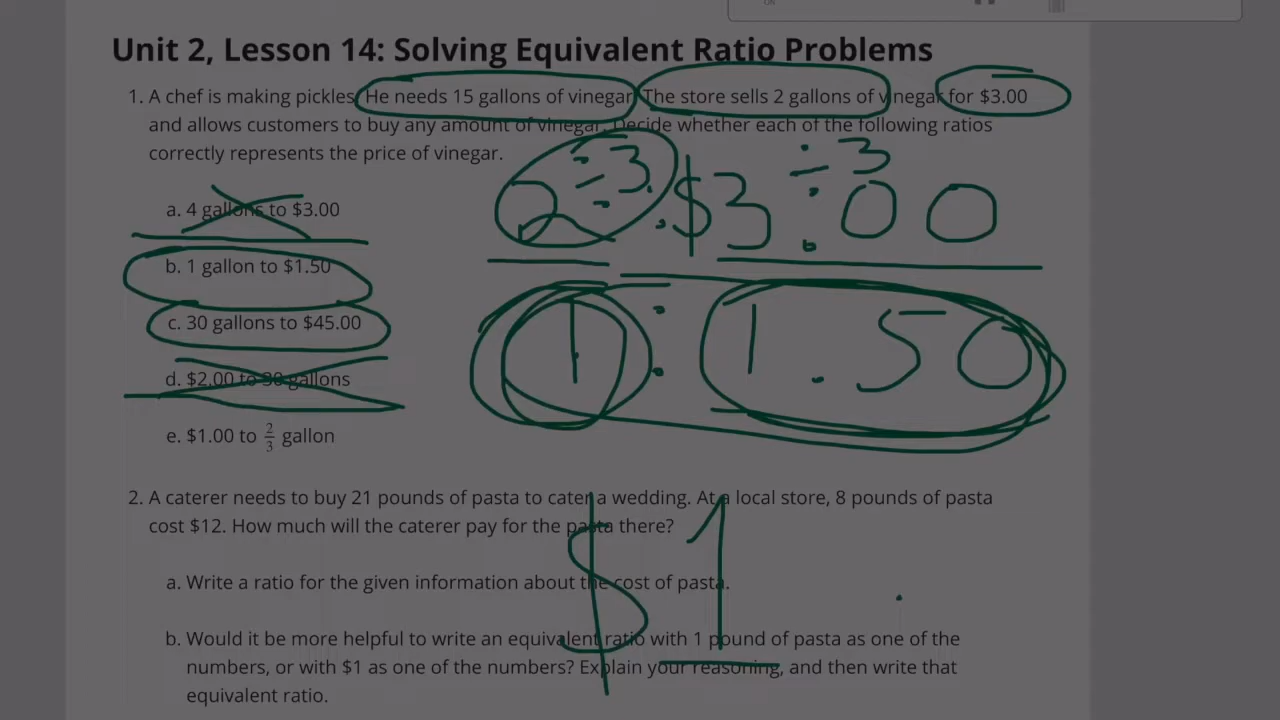 Unit 2, Lesson 14: Solving Equivalent Ratio Problems
1. A chef is making pickles. He needs 15 gallons of vinegar. The store sells 2 gallons of vinegar for $3.00
and allows customers to buy any amount of vinegar. Decide whether each of the following ratios
correctly represents the price of vinegar.
÷3 ÷3
2 : $3.00
a. 4 gallons to $3.00
b. 1 gallon to $1.50
1 : 1.50
c. 30 gallons to $45.00
d. $2.00 to 30 gallons
e. $1.00 to 2/3 gallon
2. A caterer needs to buy 21 pounds of pasta to cater a wedding. At a local store, 8 pounds of pasta
cost $12. How much will the caterer pay for the pasta there?
$1
a. Write a ratio for the given information about the cost of pasta.
b. Would it be more helpful to write an equivalent ratio with 1 pound of pasta as one of the
numbers, or with $1 as one of the numbers? Explain your reasoning, and then write that
equivalent ratio.